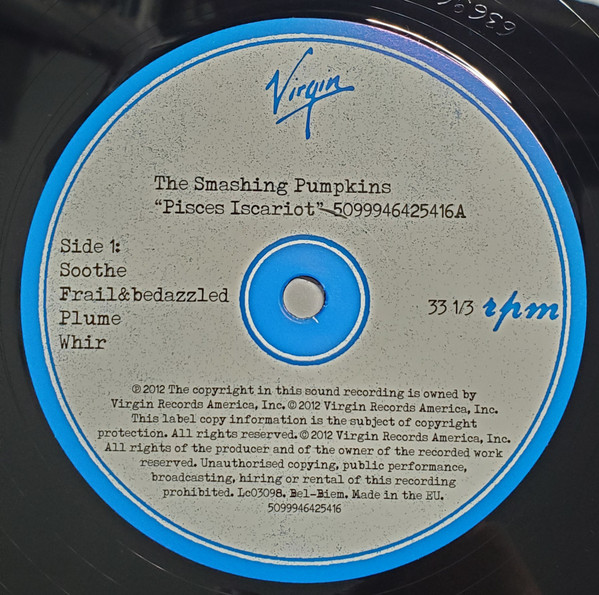 Virgin
The Smashing Pumpkins
"Pisces Iscariot" 5099946425416A
Side 1:
Soothe
Frail&bedazzled
Plume
Whir
33 1/3 rpm
℗ 2012 The copyright in this sound recording is owned by
Virgin Records America, Inc. © 2012 Virgin Records America, Inc.
This label copy information is the subject of copyright
protection. All rights reserved. © 2012 Virgin Records America, Inc.
All rights of the producer and of the owner of the recorded work
reserved. Unauthorised copying, public performance,
broadcasting, hiring or rental of this recording
prohibited. Lc03098. Bel-Biem. Made in the EU.
5099946425416